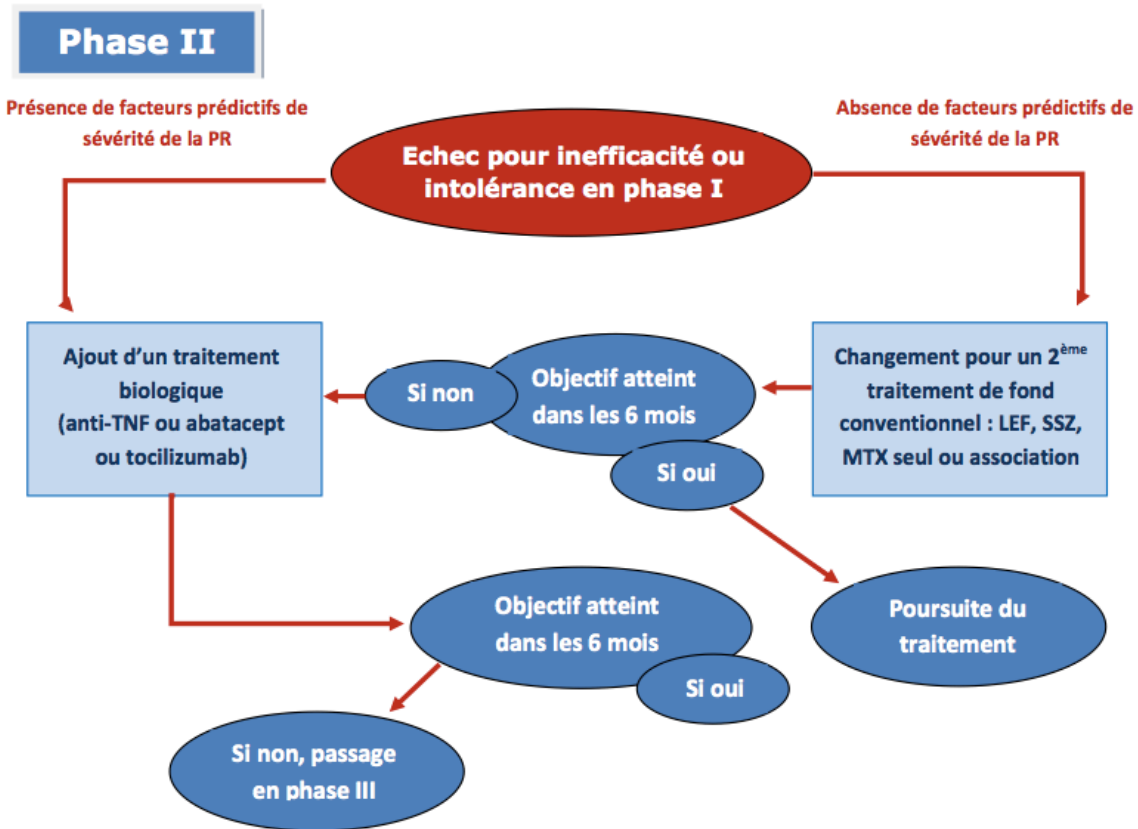 Phase II
Présence de facteurs prédictifs de
sévérité de la PR
Absence de facteurs prédictifs de
sévérité de la PR
Echec pour inefficacité ou
intolérance en phase I
Ajout d'un traitement
biologique
(anti-TNF ou abatacept
ou tocilizumab)
Si non
Objectif atteint
dans les 6 mois
Si oui
Changement pour un 2ème
traitement de fond
conventionnel : LEF, SSZ,
MTX seul ou association
Objectif atteint
dans les 6 mois
Si oui
Poursuite du
traitement
Si non, passage
en phase III